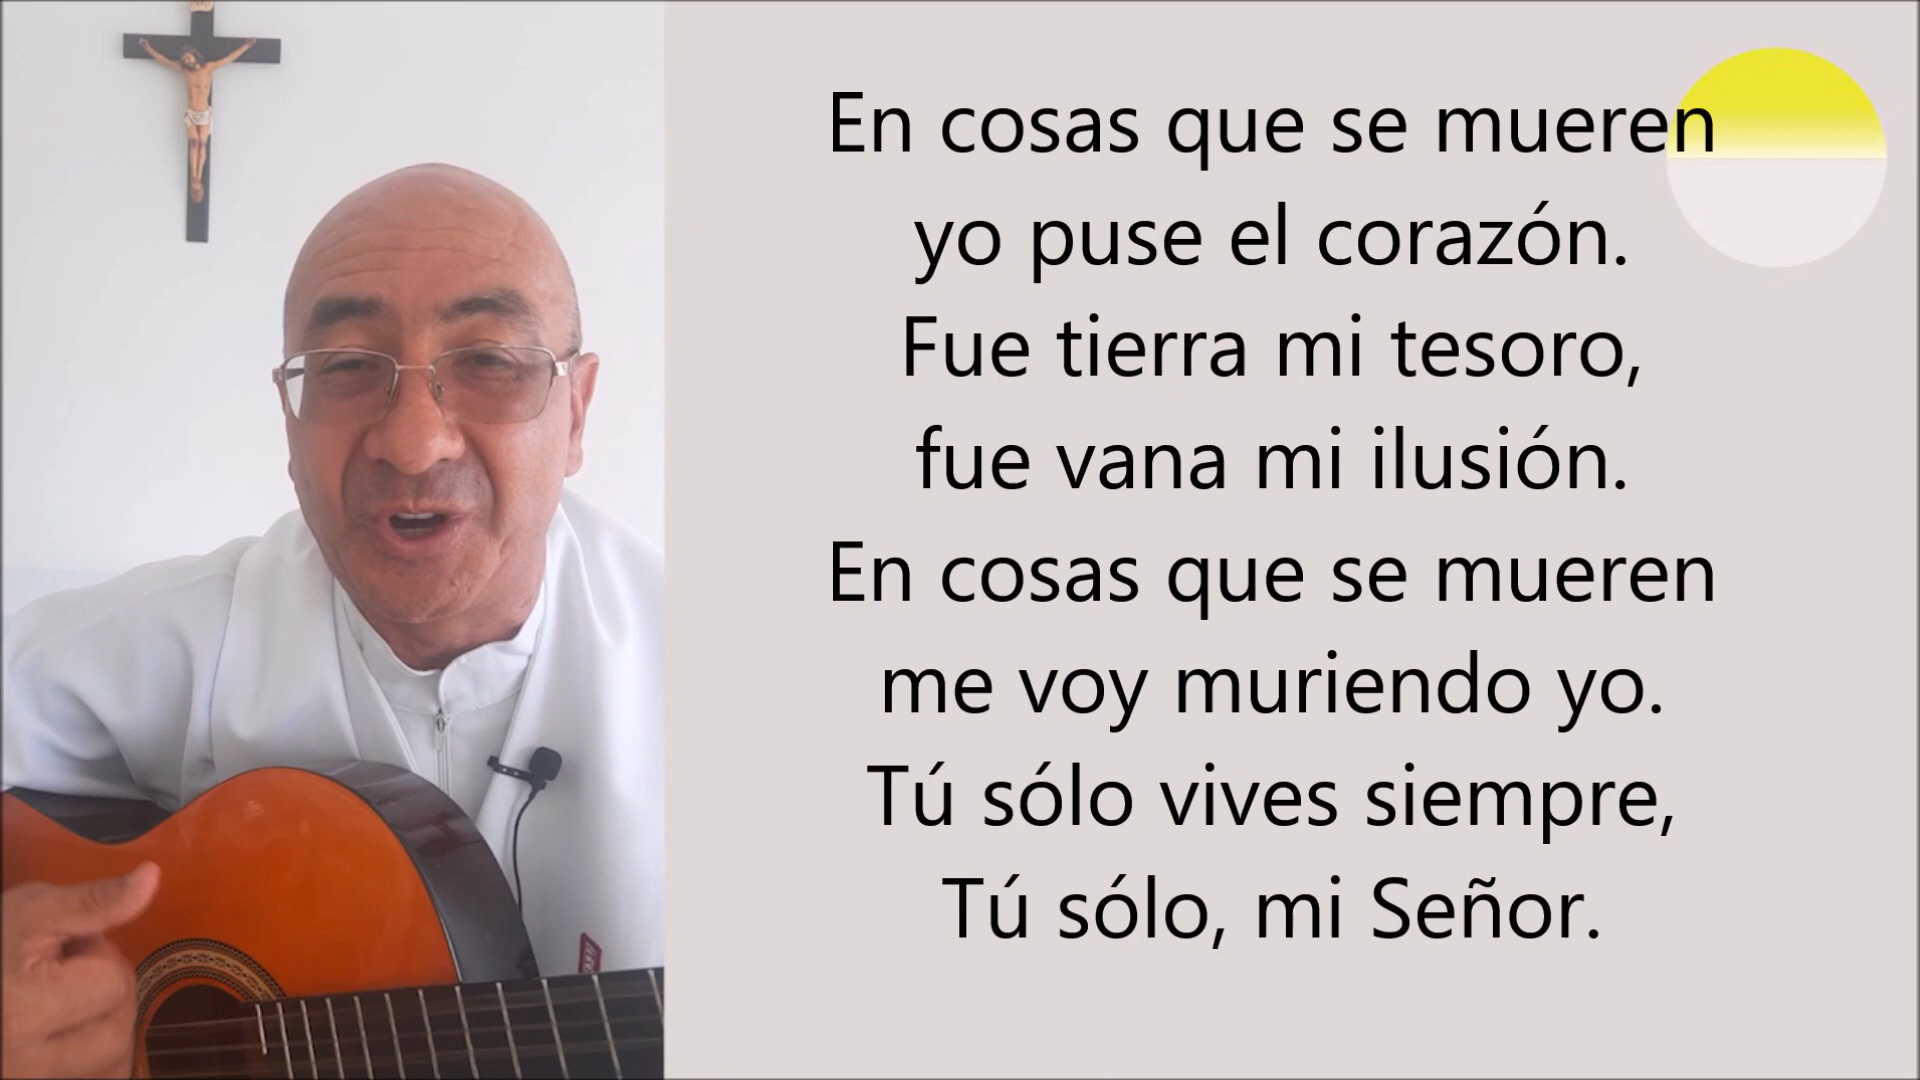 En cosas que se mueren
yo puse el corazón.
Fue tierra mi tesoro,
fue vana mi ilusión.
En cosas que se mueren
me voy muriendo yo.
Tú sólo vives siempre,
Tú sólo, mi Señor.